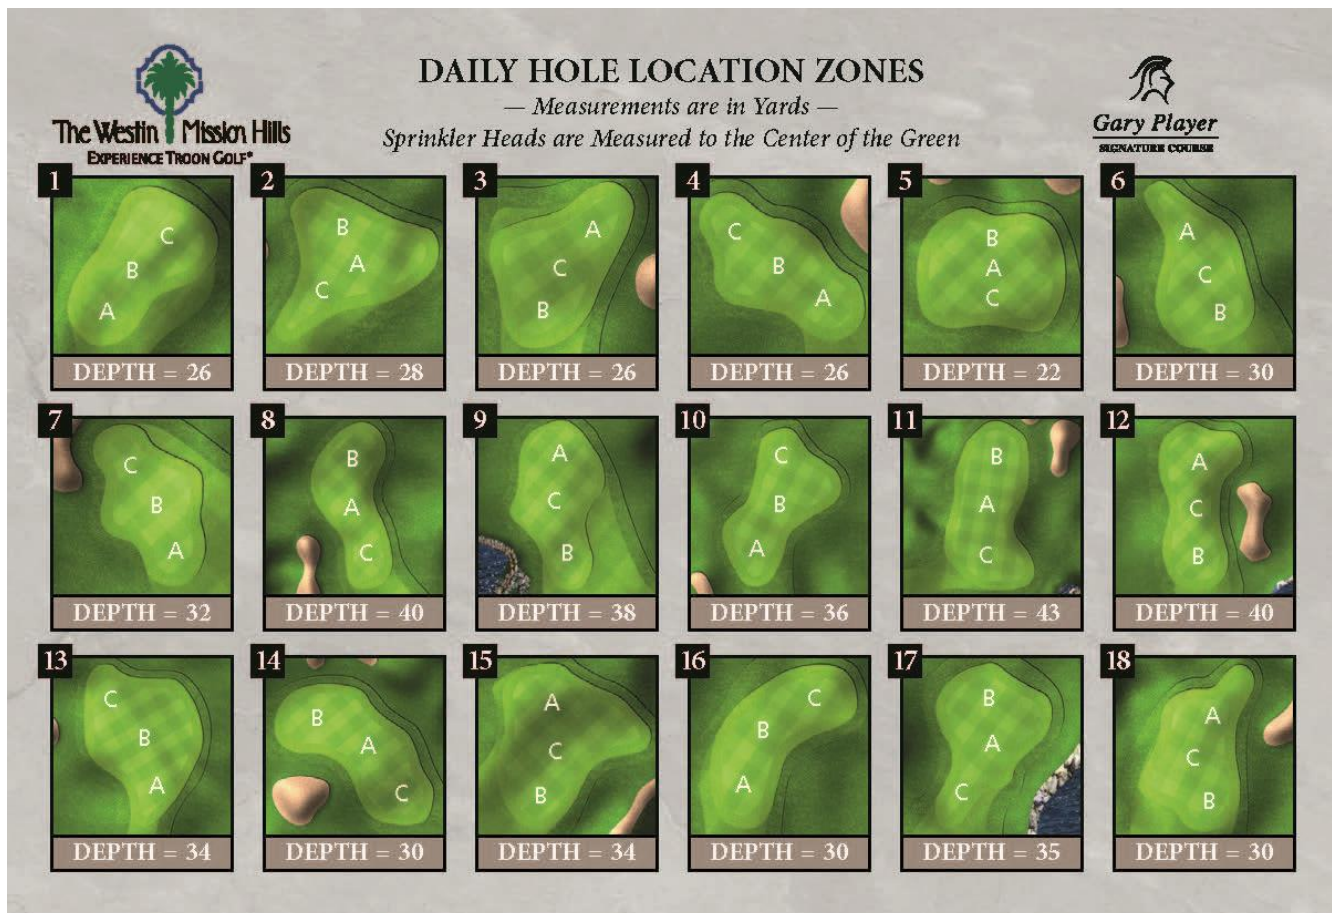 The Westin Mission Hills
EXPERIENCE TROON GOLF®
DAILY HOLE LOCATION ZONES
— Measurements are in Yards —
Sprinkler Heads are Measured to the Center of the Green
Gary Player
SIGNATURE COURSE
1
C
B
A
DEPTH = 26
2
B
A
C
DEPTH = 28
3
A
C
B
DEPTH = 26
4
C
B
A
DEPTH = 26
5
B
A
C
DEPTH = 22
6
A
C
B
DEPTH = 30
7
C
B
A
DEPTH = 32
8
B
A
C
DEPTH = 40
9
A
C
B
DEPTH = 38
10
C
B
A
DEPTH = 36
11
B
A
C
DEPTH = 43
12
A
C
B
DEPTH = 40
13
C
B
A
DEPTH = 34
14
B
A
C
DEPTH = 30
15
A
C
B
DEPTH = 34
16
C
B
A
DEPTH = 30
17
B
A
C
DEPTH = 35
18
A
C
B
DEPTH = 30